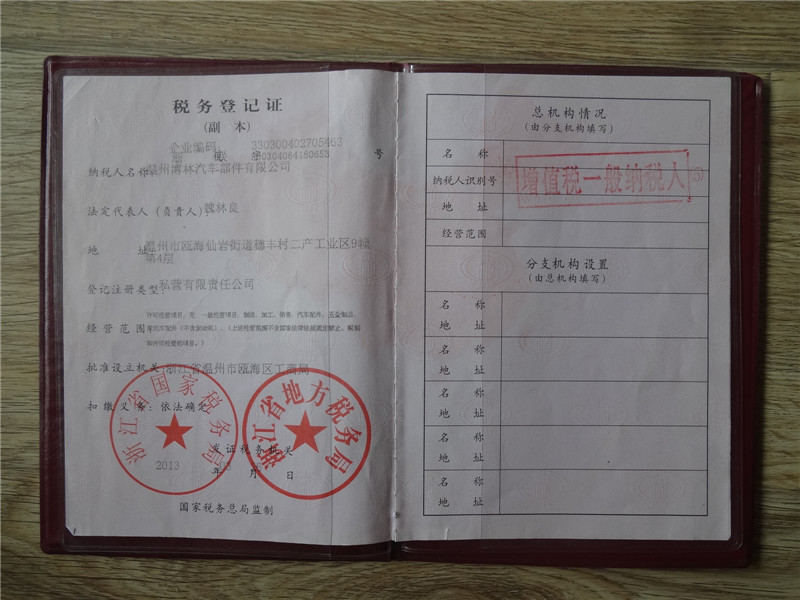 税务登记证
(副 本)
企业编码: 330300402705463
税 字 330304064180653 号
纳税人名称 温州博林汽车部件有限公司
法定代表人(负责人) 魏林良
地 址 温州市瓯海仙岩街道穗丰村二产工业区9幢
第4层
登记注册类型: 私营有限责任公司
经营范围
批准设立机关 浙江省温州市瓯海区工商局
扣缴义务: 依法确定
浙江省国家税务局
浙江省地方税务局
发证税务机关
2013 年 月 日
国家税务总局监制
总机构情况
(由分支机构填写)
名 称
纳税人识别号
地 址
经营范围
增值税一般纳税人
分支机构设置
(由总机构填写)
名 称
地 址
名 称
地 址
名 称
地 址
名 称
地 址
名 称
地 址